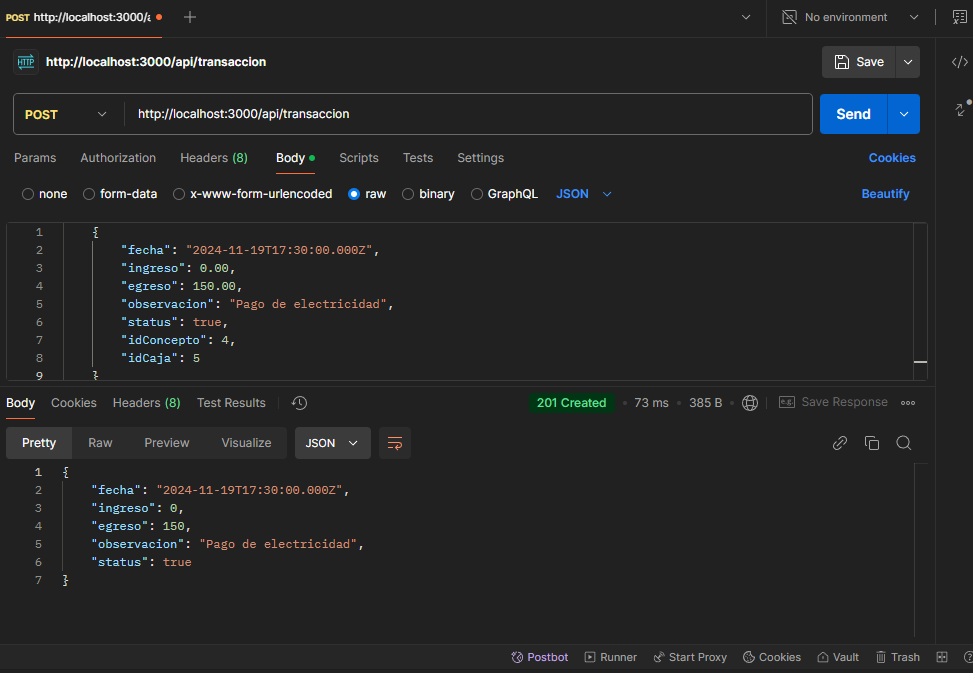 POST http://localhost:3000/a
No environment
HTTP http://localhost:3000/api/transaccion
Save
POST http://localhost:3000/api/transaccion
Send
Params Authorization Headers (8) Body Scripts Tests Settings Cookies
none form-data x-www-form-urlencoded raw binary GraphQL JSON Beautify
1 {
2 "fecha": "2024-11-19T17:30:00.000Z",
3 "ingreso": 0.00,
4 "egreso": 150.00,
5 "observacion": "Pago de electricidad",
6 "status": true,
7 "idConcepto": 4,
8 "idCaja": 5
9 }
Body Cookies Headers (8) Test Results 201 Created 73 ms 385 B e.g. Save Response
Pretty Raw Preview Visualize JSON
1 {
2 "fecha": "2024-11-19T17:30:00.000Z",
3 "ingreso": 0,
4 "egreso": 150,
5 "observacion": "Pago de electricidad",
6 "status": true
7 }
Postbot Runner Start Proxy Cookies Vault Trash